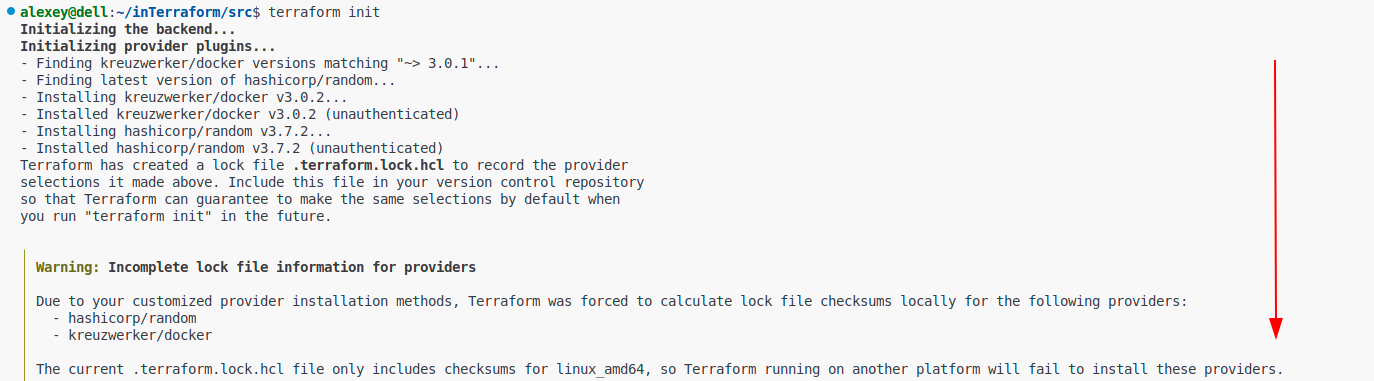 alexey@dell:~/inTerraform/src$ terraform init
Initializing the backend...
Initializing provider plugins...
- Finding kreuzwerker/docker versions matching "~> 3.0.1"...
- Finding latest version of hashicorp/random...
- Installing kreuzwerker/docker v3.0.2...
- Installed kreuzwerker/docker v3.0.2 (unauthenticated)
- Installing hashicorp/random v3.7.2...
- Installed hashicorp/random v3.7.2 (unauthenticated)
Terraform has created a lock file .terraform.lock.hcl to record the provider
selections it made above. Include this file in your version control repository
so that Terraform can guarantee to make the same selections by default when
you run "terraform init" in the future.
Warning: Incomplete lock file information for providers
Due to your customized provider installation methods, Terraform was forced to calculate lock file checksums locally for the following providers:
- hashicorp/random
- kreuzwerker/docker
The current .terraform.lock.hcl file only includes checksums for linux_amd64, so Terraform running on another platform will fail to install these providers.